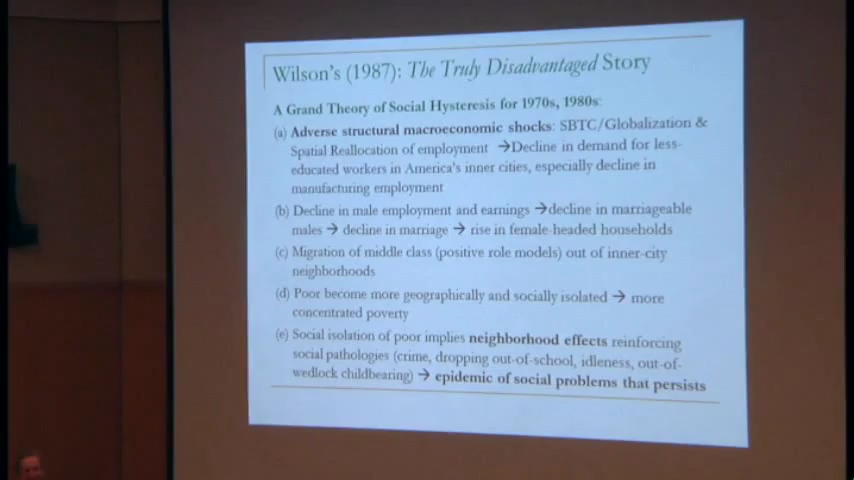 Wilson's (1987): The Truly Disadvantaged Story
A Grand Theory of Social Hysteresis for 1970s, 1980s:
(a) Adverse structural macroeconomic shocks: SBTC/Globalization &
Spatial Reallocation of employment →Decline in demand for less-
educated workers in America's inner cities, especially decline in
manufacturing employment
(b) Decline in male employment and earnings →decline in marriageable
males → decline in marriage → rise in female-headed households
(c) Migration of middle class (positive role models) out of inner-city
neighborhoods
(d) Poor become more geographically and socially isolated → more
concentrated poverty
(e) Social isolation of poor implies neighborhood effects reinforcing
social pathologies (crime, dropping out-of-school, idleness, out-of-
wedlock childbearing) → epidemic of social problems that persists